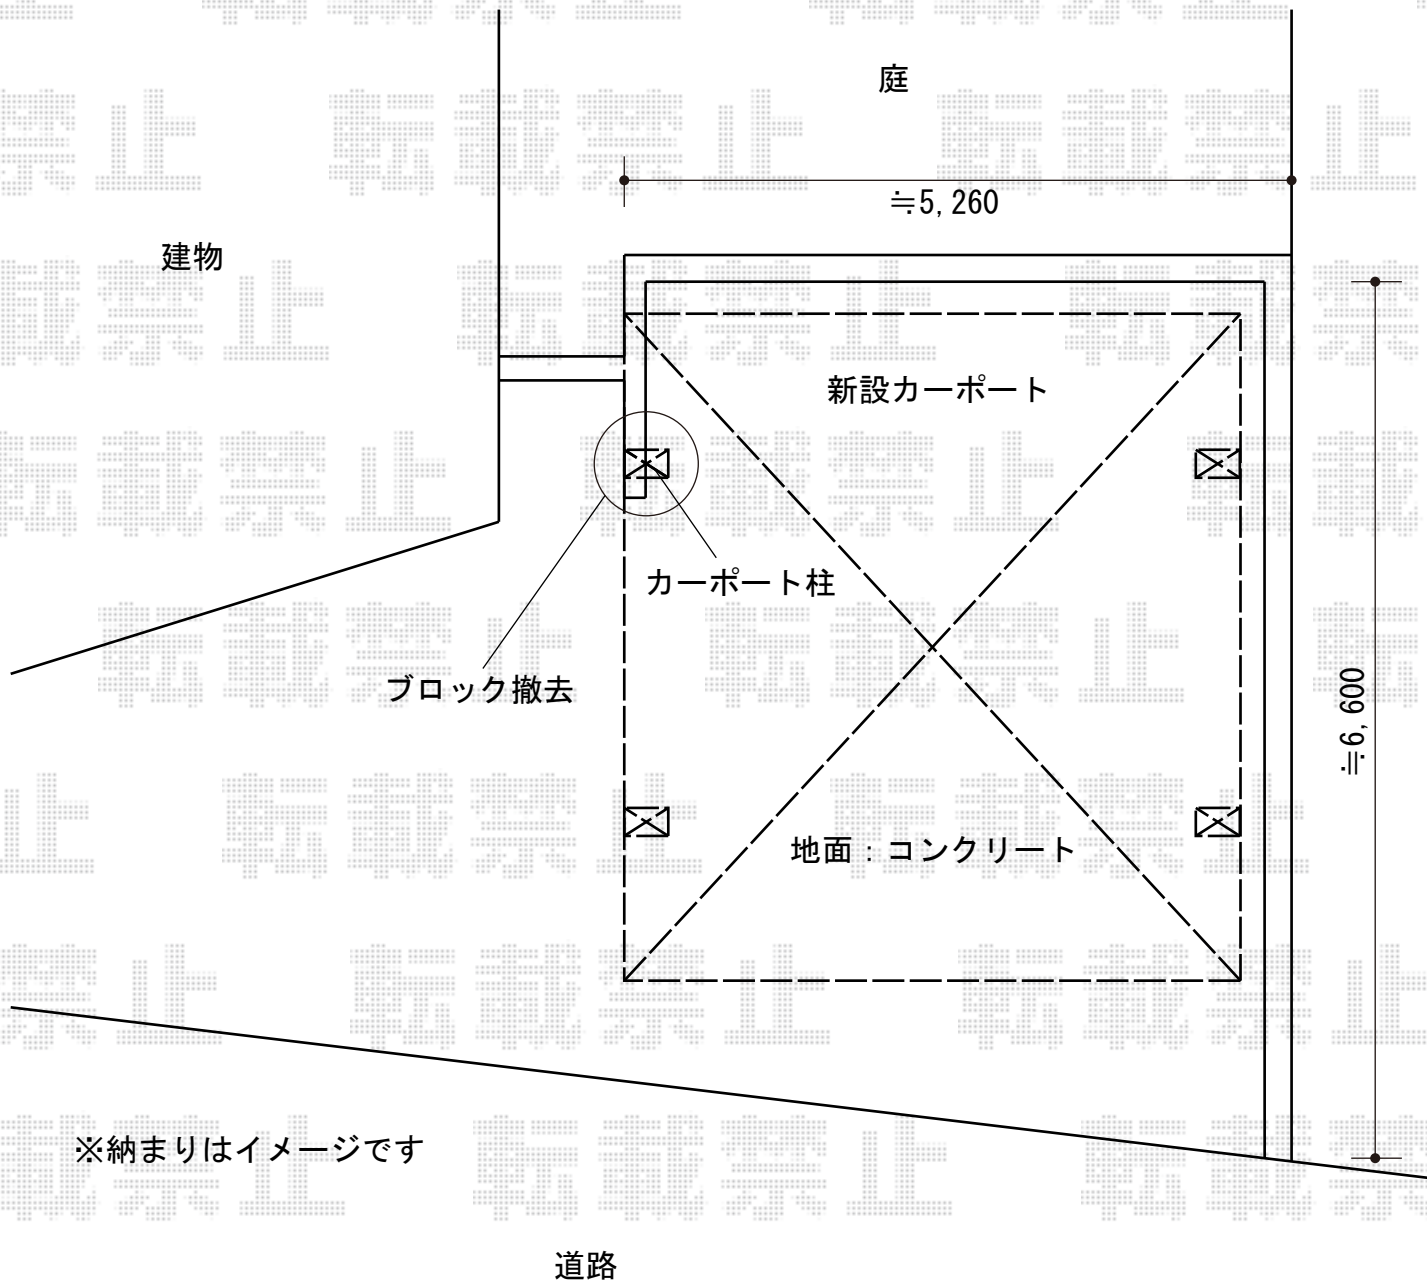 庭
≒5,260
建物
新設カーポート
カーポート柱
ブロック撤去
≒6,600
地面：コンクリート
※納まりはイメージです
道路
転載禁止